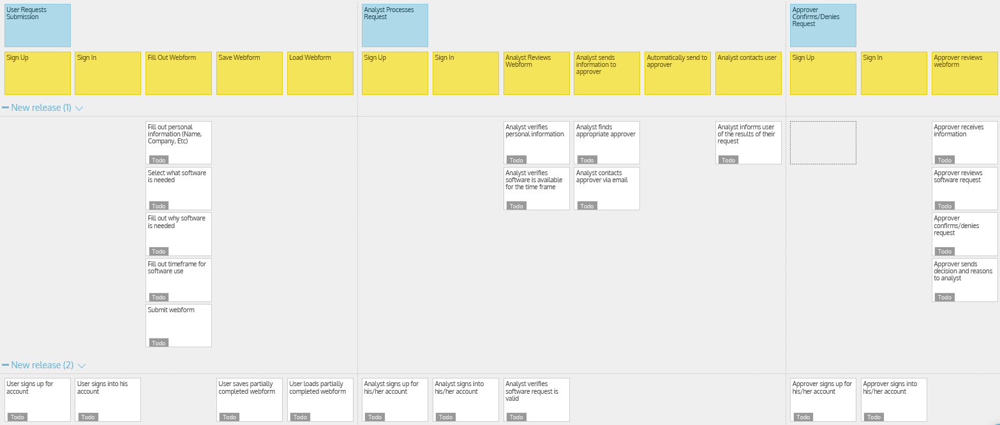 User Requests
Submission
Analyst Processes
Request
Approver
Confirms/Denies
Request
Sign Up
Sign In
Fill Out Webform
Save Webform
Load Webform
Sign Up
Sign In
Analyst Reviews
Webform
Analyst sends
information to
approver
Automatically send to
approver
Analyst contacts user
Sign Up
Sign In
Approver reviews
webform
New release (1)
Fill out personal
information (Name,
Company, Etc)
Todo
Analyst verifies
personal information
Todo
Analyst finds
appropriate approver
Todo
Analyst informs user
of the results of their
request
Todo
Approver receives
information
Todo
Select what software
is needed
Todo
Analyst verifies
software is available
for the time frame
Todo
Analyst contacts
approver via email
Todo
Approver reviews
software request
Todo
Fill out why software
is needed
Todo
Approver
confirms/denies
request
Todo
Fill out timeframe for
software use
Todo
Approver sends
decision and reasons
to analyst
Todo
Submit webform
Todo
New release (2)
User signs up for
account
Todo
User signs into his
account
Todo
User saves partially
completed webform
Todo
User loads partially
completed webform
Todo
Analyst signs up for
his/her account
Todo
Analyst signs into
his/her account
Todo
Analyst verifies
software request is
valid
Todo
Approver signs up for
his/her account
Todo
Approver signs into
his/her account
Todo